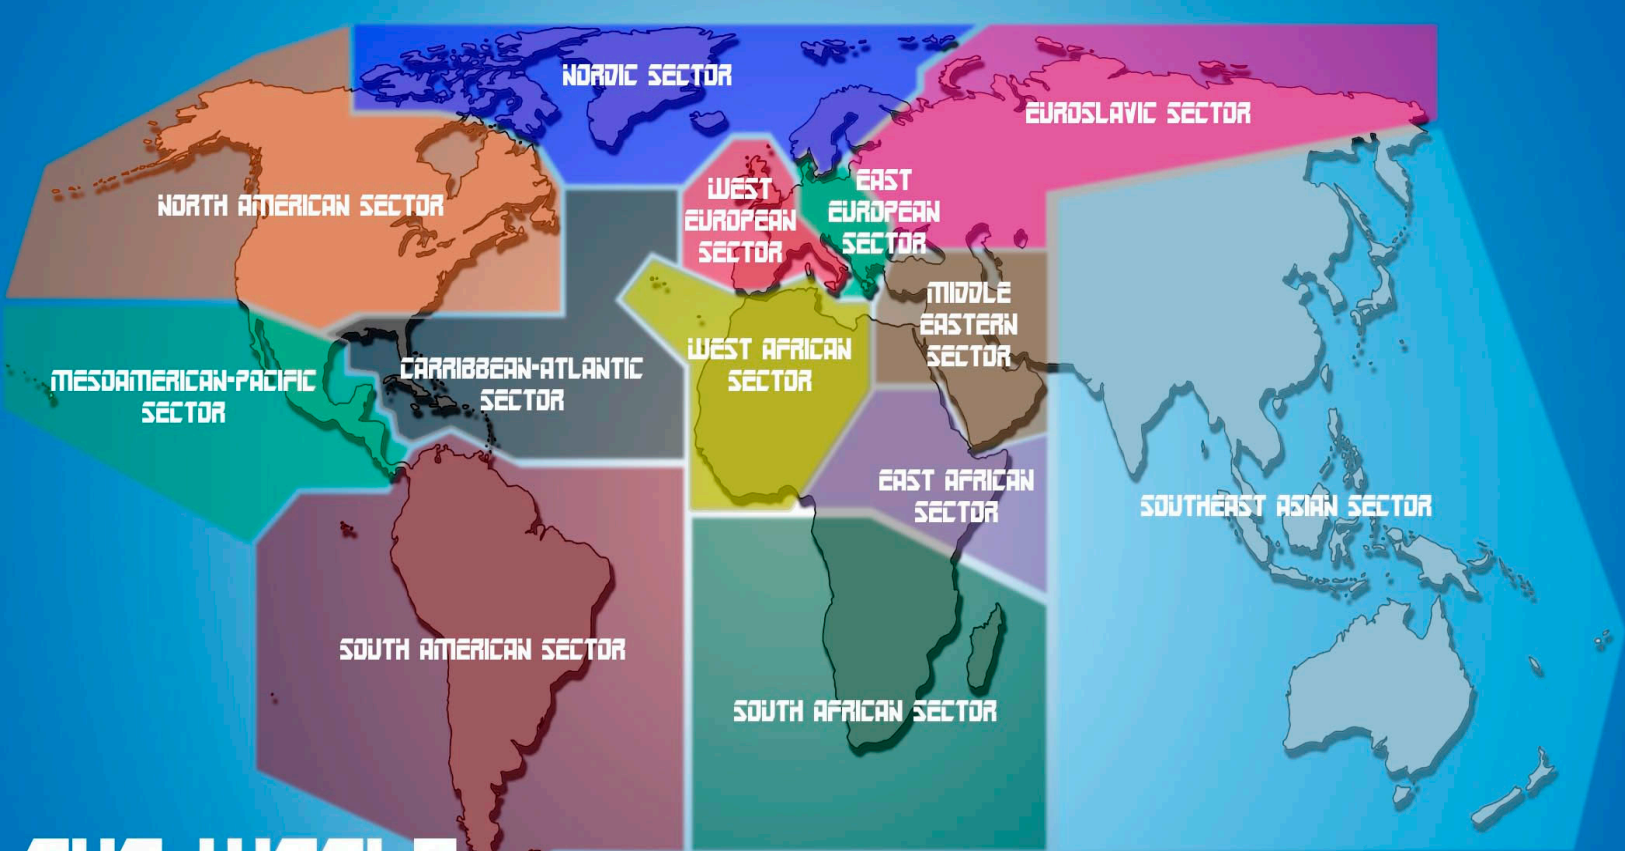 NORDIC SECTOR
EUROSLAVIC SECTOR
NORTH AMERICAN SECTOR
WEST
EUROPEAN
SECTOR
EAST
EUROPEAN
SECTOR
MIDDLE
EASTERN
SECTOR
MESOAMERICAN-PACIFIC
SECTOR
CARRIBBEAN-ATLANTIC
SECTOR
WEST AFRICAN
SECTOR
EAST AFRICAN
SECTOR
SOUTHEAST ASIAN SECTOR
SOUTH AMERICAN SECTOR
SOUTH AFRICAN SECTOR